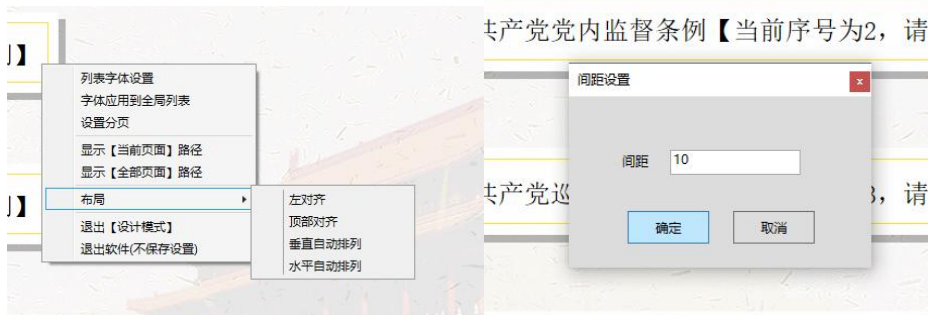 】
列表字体设置
字体应用到全局列表
设置分页
显示【当前页面】路径
显示【全部页面】路径
布局
】
退出【设计模式】
退出软件(不保存设置)
左对齐
顶部对齐
垂直自动排列
水平自动排列
共产党党内监督条例【当前序号为2，请
间距设置
x
间距 10
共产党巡
，请
确定 取消